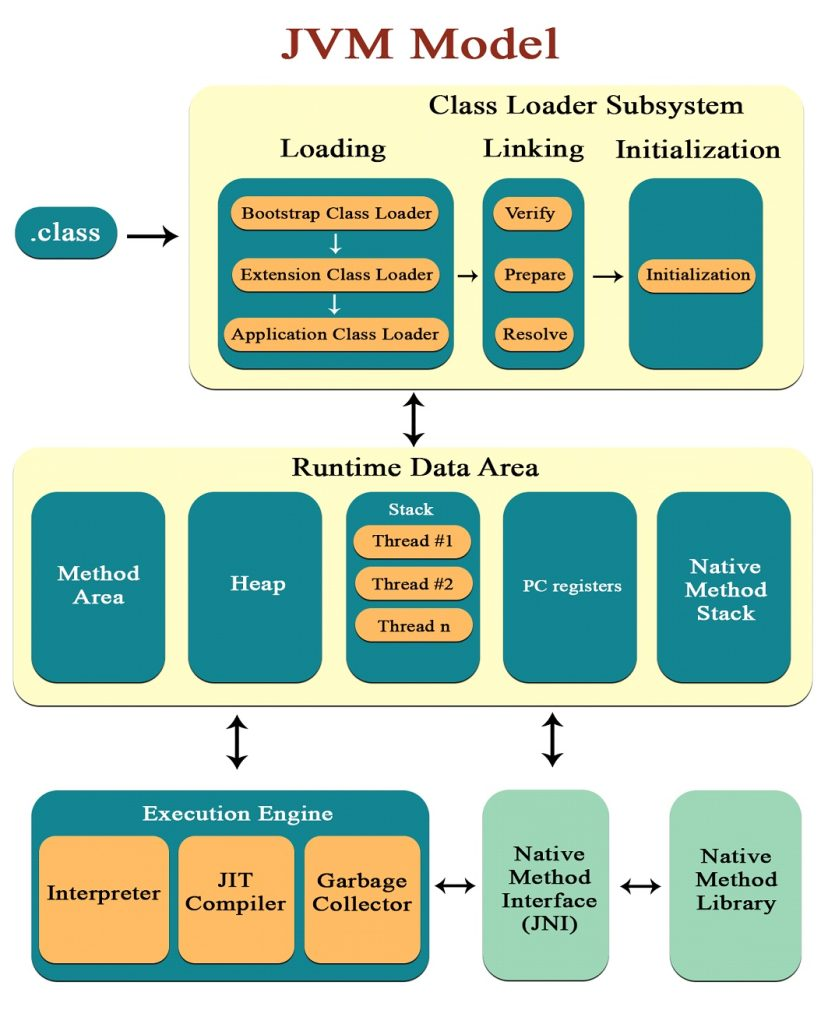 JVM Model
Class Loader Subsystem
Loading
Linking
Initialization
.class
Bootstrap Class Loader
Extension Class Loader
Application Class Loader
Verify
Prepare
Resolve
Initialization
Runtime Data Area
Method
Area
Heap
Stack
Thread #1
Thread #2
Thread n
PC registers
Native
Method
Stack
Execution Engine
Interpreter
JIT
Compiler
Garbage
Collector
Native
Method
Interface
(JNI)
Native
Method
Library